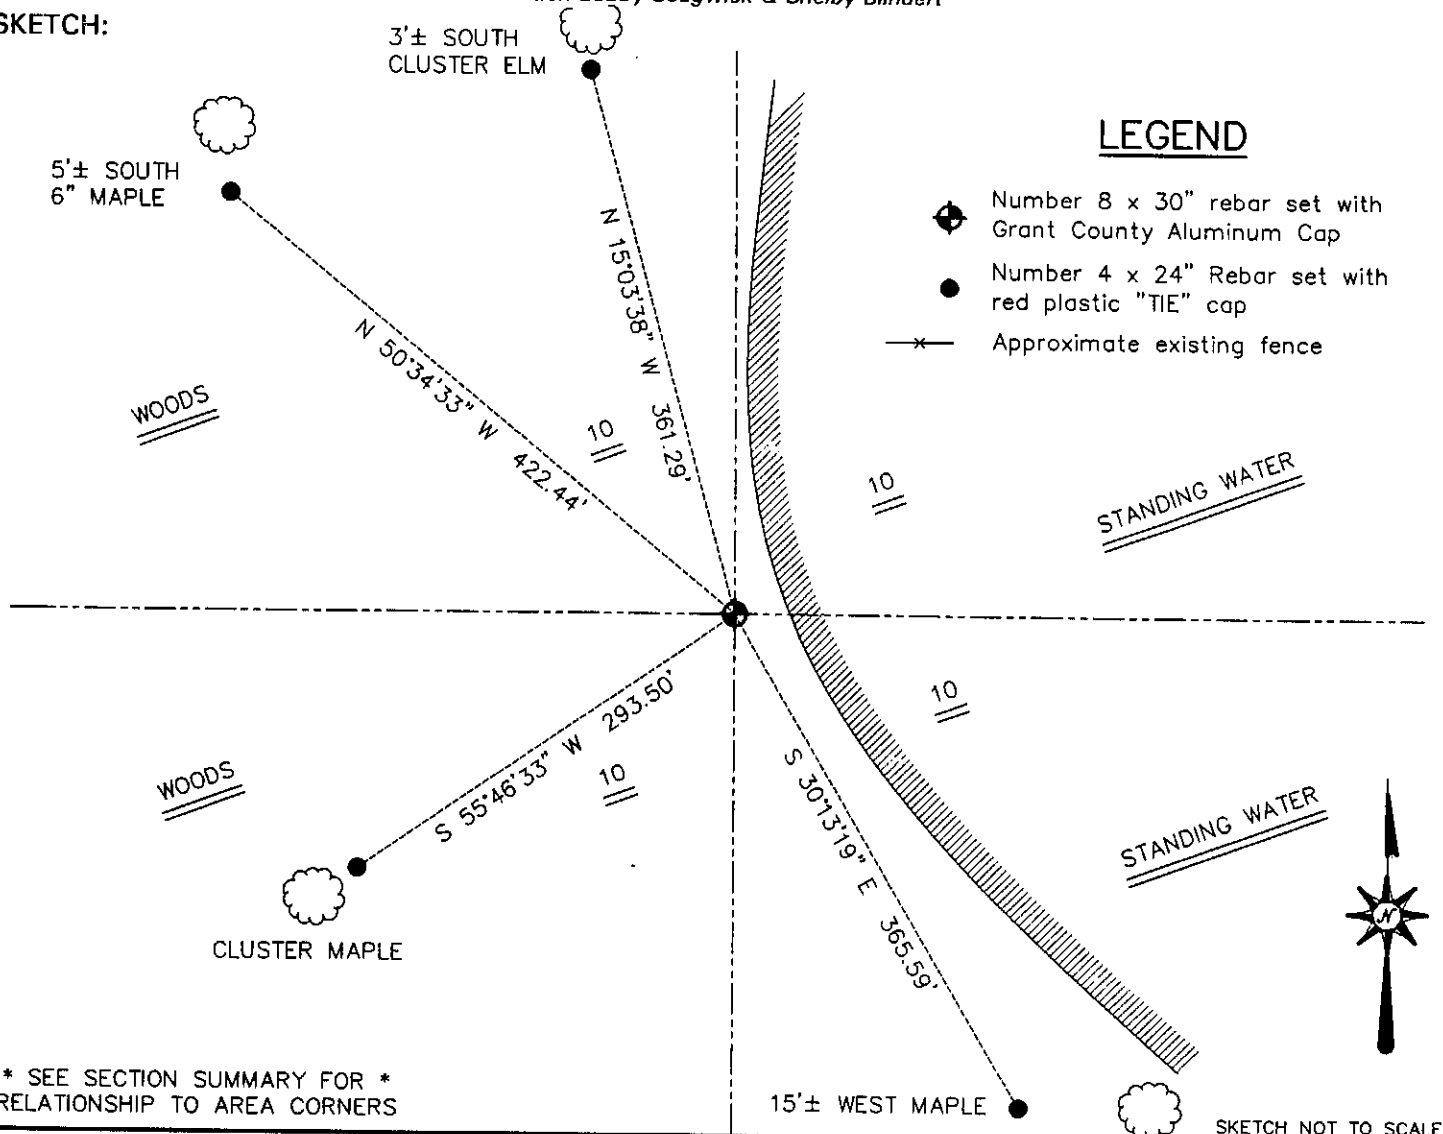 & Shelby
SKETCH:
3'± SOUTH
CLUSTER ELM
5'± SOUTH
6" MAPLE
LEGEND
Number 8 x 30" rebar set with
Grant County Aluminum Cap
Number 4 x 24" Rebar set with
red plastic "TIE" cap
Approximate existing fence
N 15°03'38" W 361.29'
N 50°34'33" W 422.44'
WOODS
10
10
STANDING WATER
S 55°46'33" W 293.50'
10
10
WOODS
S 30°13'19" E 365.59'
STANDING WATER
N
CLUSTER MAPLE
* SEE SECTION SUMMARY FOR *
RELATIONSHIP TO AREA CORNERS
15'± WEST MAPLE
SKETCH NOT TO SCALE